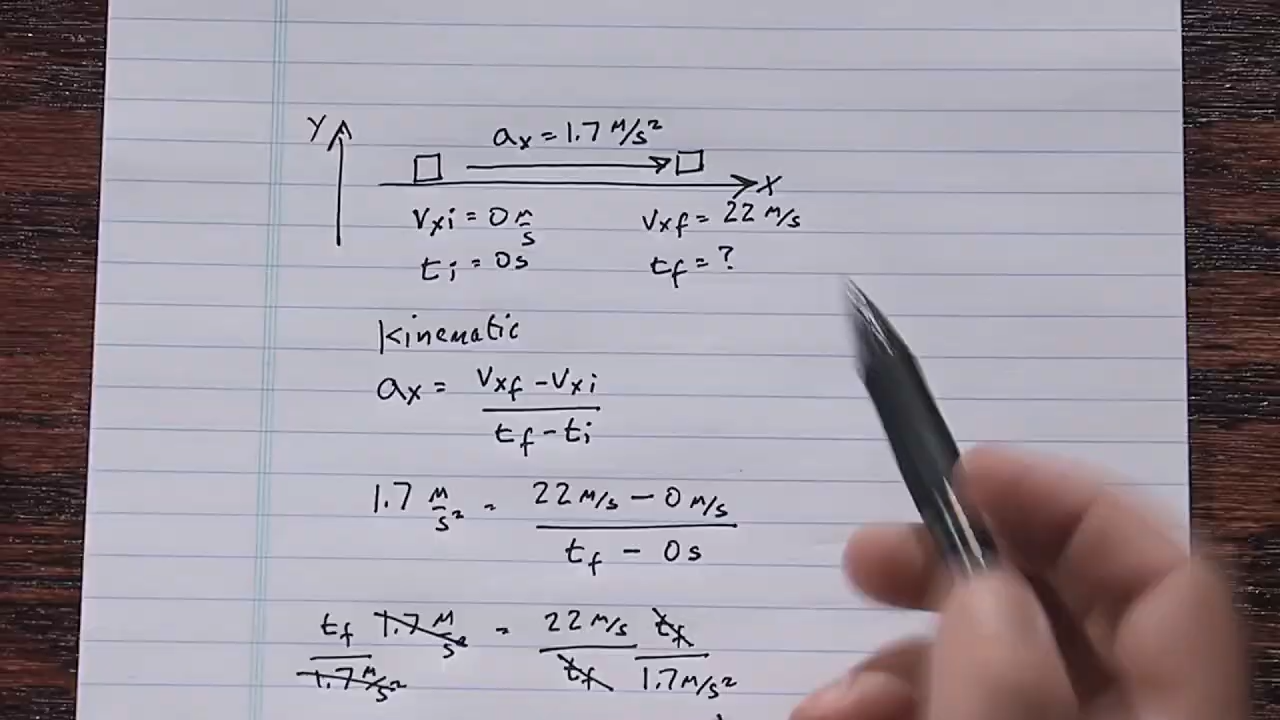 Y
ax = 1.7 M/s²
X
Vxi = 0 M/s
Vxf = 22 M/s
ti = 0s
tf = ?
Kinematic
ax = Vxf - Vxi / tf - ti
1.7 M/s² = 22 M/s - 0 M/s / tf - 0s
tf 1.7 M/s² / 1.7 M/s² = 22 M/s tf / tf 1.7 M/s²